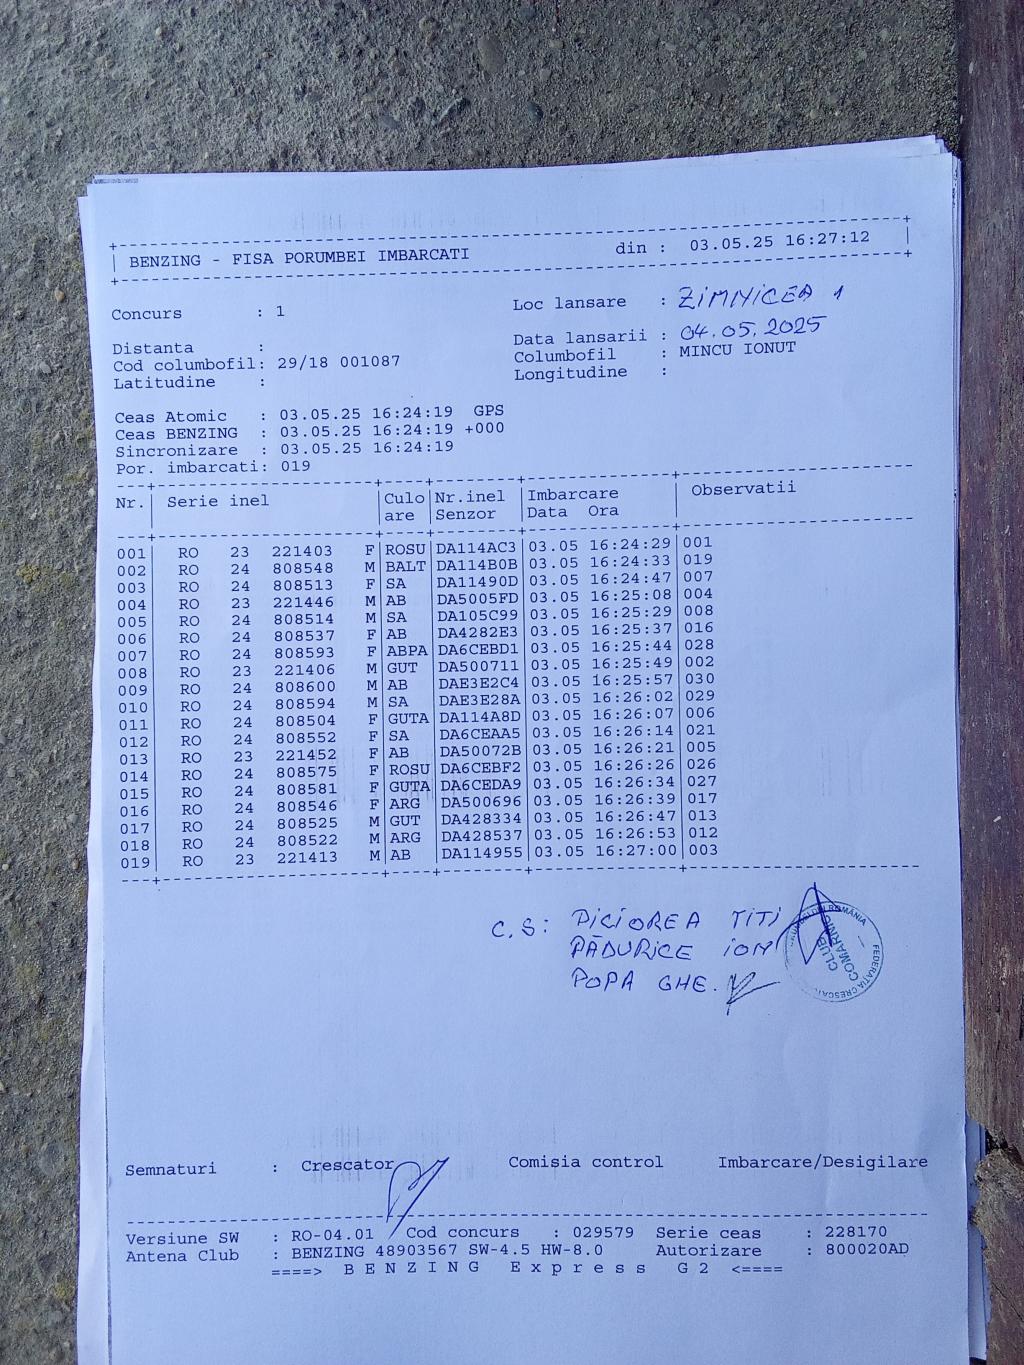 BENZING - FISA PORUMBEI IMBARCATI din : 03.05.25 16:27:12
Concurs : 1 Loc lansare : ZIMNICEA 1
Data lansarii : 04.05.2025
Distanta : Columbofil : MINCU IONUT
Cod columbofil: 29/18 001087 Longitudine :
Latitudine :
Ceas Atomic : 03.05.25 16:24:19 GPS
Ceas BENZING : 03.05.25 16:24:19 +000
Sincronizare : 03.05.25 16:24:19
Por. imbarcati: 019
Nr. Serie inel Culo Nr.inel Imbarcare Observatii
are Senzor Data Ora
001 RO 23 221403 F ROSU DA114AC3 03.05 16:24:29 001
002 RO 24 808548 M BALT DA114B0B 03.05 16:24:33 019
003 RO 24 808513 F SA DA11490D 03.05 16:24:47 007
004 RO 23 221446 M AB DA5005FD 03.05 16:25:08 004
005 RO 24 808514 M SA DA105C99 03.05 16:25:29 008
006 RO 24 808537 F AB DA4282E3 03.05 16:25:37 016
007 RO 24 808593 F ABPA DA6CEBD1 03.05 16:25:44 028
008 RO 23 221406 M GUT DA500711 03.05 16:25:49 002
009 RO 24 808600 M AB DAE3E2C4 03.05 16:25:57 030
010 RO 24 808594 M SA DAE3E28A 03.05 16:26:02 029
011 RO 24 808504 F GUTA DA114A8D 03.05 16:26:07 006
012 RO 24 808552 F SA DA6CEAA5 03.05 16:26:14 021
013 RO 23 221452 F AB DA50072B 03.05 16:26:21 005
014 RO 24 808575 F ROSU DA6CEBF2 03.05 16:26:26 026
015 RO 24 808581 F GUTA DA6CEDA9 03.05 16:26:34 027
016 RO 24 808546 F ARG DA500696 03.05 16:26:39 017
017 RO 24 808525 M GUT DA428334 03.05 16:26:47 013
018 RO 24 808522 M ARG DA428537 03.05 16:26:53 012
019 RO 23 221413 M AB DA114955 03.05 16:27:00 003
C.S: PICIOREA TITI
PĂDURICE ION
POPA GHE.
CLUB
COMARNIC
ROMÂNIA
FEDERAȚIA
Semnaturi : Crescator Comisia control Imbarcare/Desigilare
Versiune SW : RO-04.01 Cod concurs : 029579 Serie ceas : 228170
Antena Club : BENZING 48903567 SW-4.5 HW-8.0 Autorizare : 800020AD
====> BENZING Express G2 <====